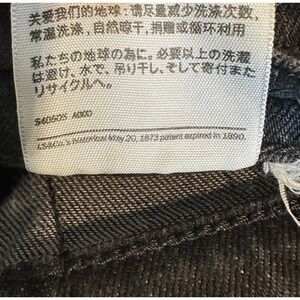 关爱我们的地球：请尽量减少洗涤次数，
常温洗涤，自然晾干，捐赠或循环利用
私たちの地球の為に。必要以上の洗濯
は避け、水で、吊り干し、そして寄付また
リサイクルへ。
LS&Co.'s historical May 20, 1873 patent expired in 1890.